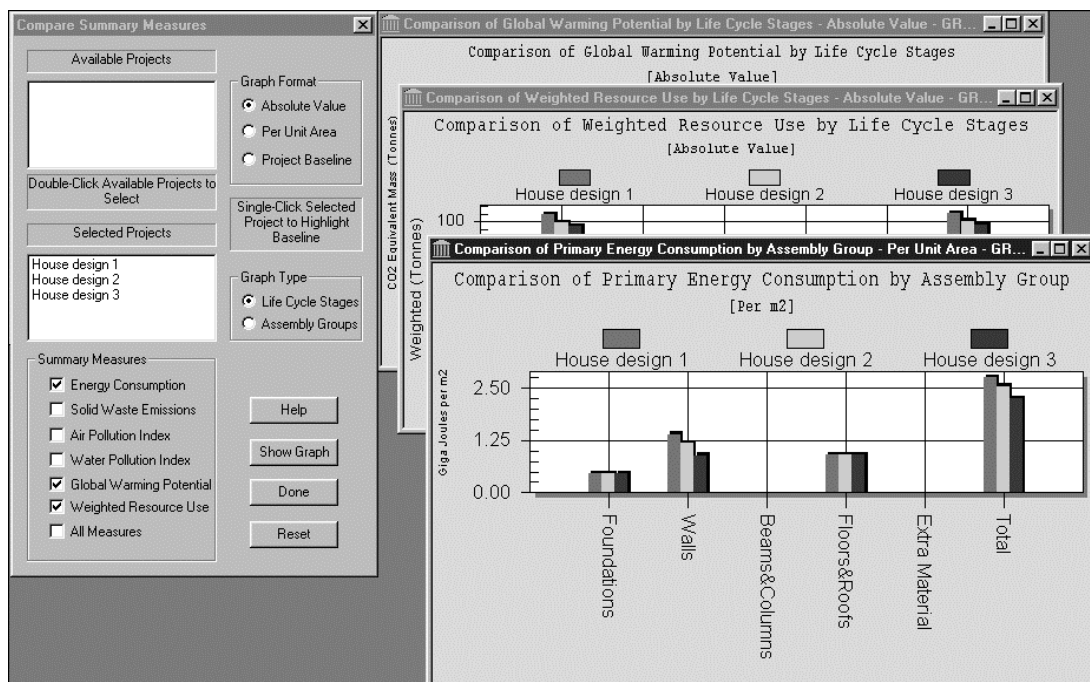 Compare Summary Measures
Available Projects
Double-Click Available Projects to
Select
Selected Projects
House design 1
House design 2
House design 3
Summary Measures
Energy Consumption
Solid Waste Emissions
Air Pollution Index
Water Pollution Index
Global Warming Potential
Weighted Resource Use
All Measures
Graph Format
Absolute Value
Per Unit Area
Project Baseline
Single-Click Selected
Project to Highlight
Baseline
Graph Type
Life Cycle Stages
Assembly Groups
Help
Show Graph
Done
Reset
Comparison of Global Warming Potential by Life Cycle Stages - Absolute Value - GR...
Comparison of Global Warming Potential by Life Cycle Stages
[Absolute Value]
CO2 Equivalent Mass (Tonnes)
Comparison of Weighted Resource Use by Life Cycle Stages - Absolute Value - GR...
Comparison of Weighted Resource Use by Life Cycle Stages
[Absolute Value]
House design 1 House design 2 House design 3
100
Weighted (Tonnes)
Comparison of Primary Energy Consumption by Assembly Group - Per Unit Area - GR...
Comparison of Primary Energy Consumption by Assembly Group
[Per m2]
House design 1 House design 2 House design 3
Giga Joules per m2
2.50
1.25
0.00
Foundations
Walls
Beams&Columns
Floors&Roofs
Extra Material
Total